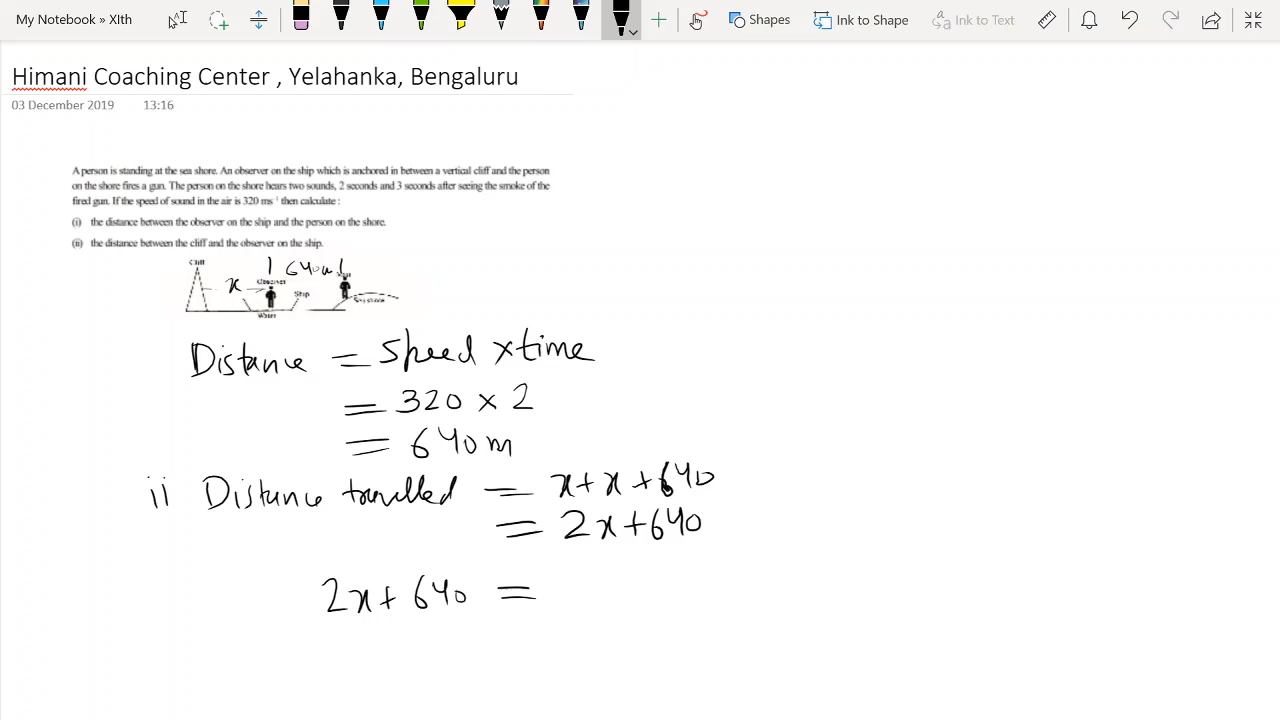 My Notebook » XIth
Shapes
Ink to Shape
Ink to Text
Himani Coaching Center , Yelahanka, Bengaluru
03 December 2019 13:16
A person is standing at the sea shore. An observer on the ship which is anchored in between a vertical cliff and the person
on the shore fires a gun. The person on the shore hears two sounds, 2 seconds and 3 seconds after seeing the smoke of the
fired gun. If the speed of sound in the air is 320 ms⁻¹ then calculate :
(i) the distance between the observer on the ship and the person on the shore.
(ii) the distance between the cliff and the observer on the ship.
Cliff
640m
x
Observer
Ship
Water
Distance = Speed × time
= 320 × 2
= 640 m
ii Distance travelled = x + x + 640
= 2x + 640
2x + 640 =